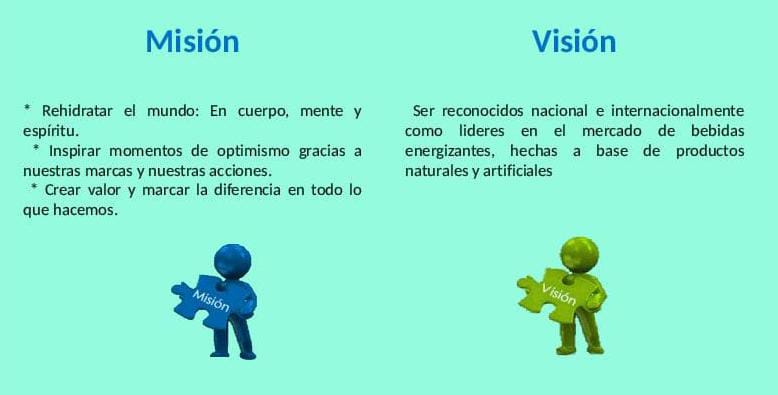 Misión
* Rehidratar el mundo: En cuerpo, mente y
espíritu.
* Inspirar momentos de optimismo gracias a
nuestras marcas y nuestras acciones.
* Crear valor y marcar la diferencia en todo lo
que hacemos.
Misión
Visión
Ser reconocidos nacional e internacionalmente
como lideres en el mercado de bebidas
energizantes, hechas a base de productos
naturales y artificiales
Visión